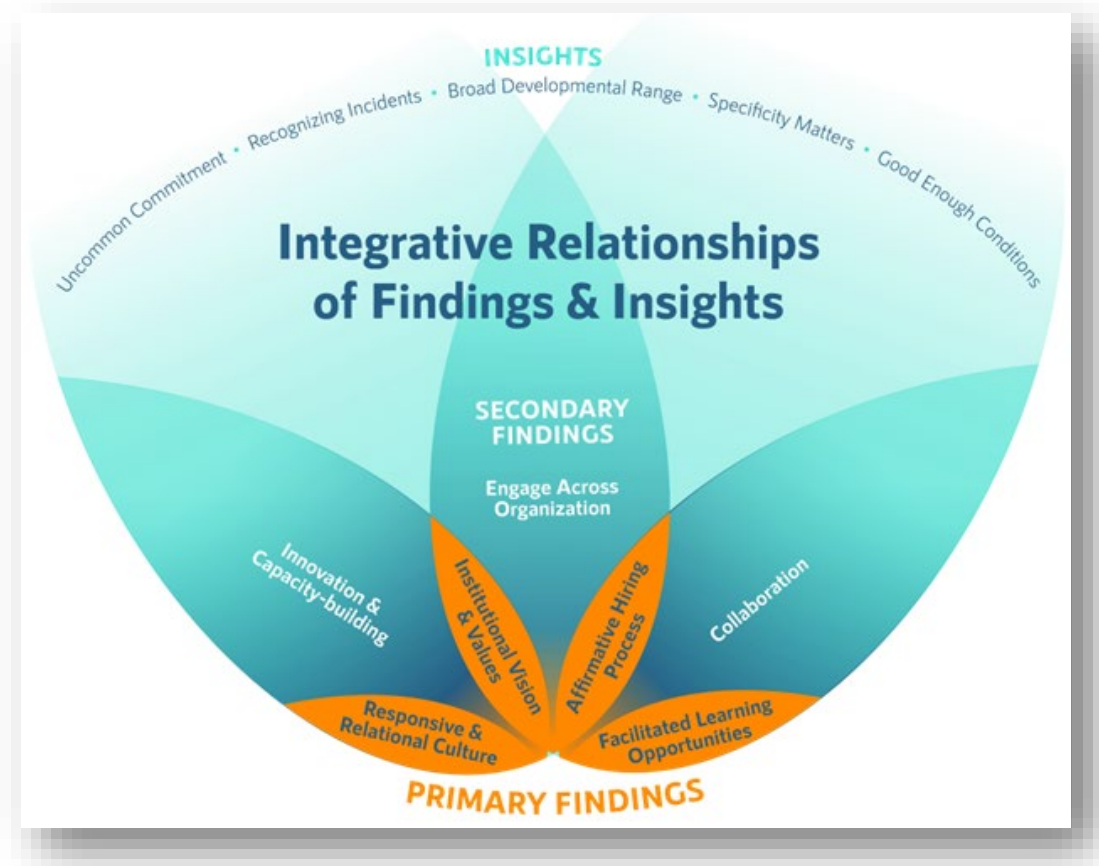 INSIGHTS
Uncommon Commitment • Recognizing Incidents • Broad Developmental Range • Specificity Matters • Good Enough Conditions
Integrative Relationships
of Findings & Insights
SECONDARY
FINDINGS
Engage Across
Organization
Innovation &
Capacity-building
Institutional Vision
& Values
Affirmative Hiring
Process
Collaboration
Responsive &
Relational Culture
Facilitated Learning
Opportunities
PRIMARY FINDINGS